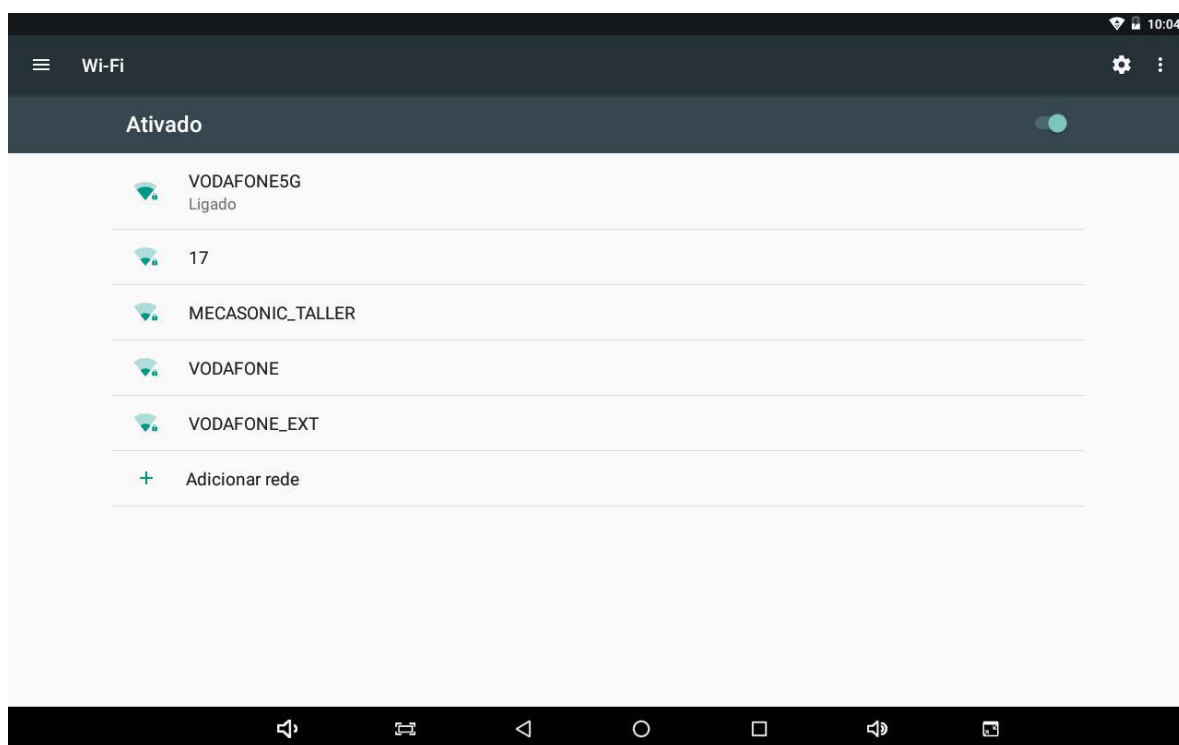 10:04
Wi-Fi
Ativado
VODAFONE5G
Ligado
17
MECASONIC_TALLER
VODAFONE
VODAFONE_EXT
Adicionar rede